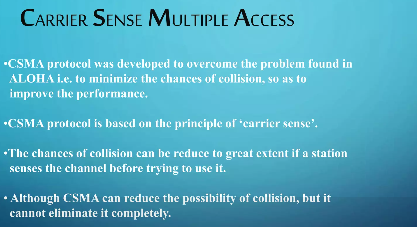 CARRIER SENSE MULTIPLE ACCESS
•CSMA protocol was developed to overcome the problem found in
ALOHA i.e. to minimize the chances of collision, so as to
improve the performance.
•CSMA protocol is based on the principle of ‘carrier sense’.
•The chances of collision can be reduce to great extent if a station
senses the channel before trying to use it.
• Although CSMA can reduce the possibility of collision, but it
cannot eliminate it completely.